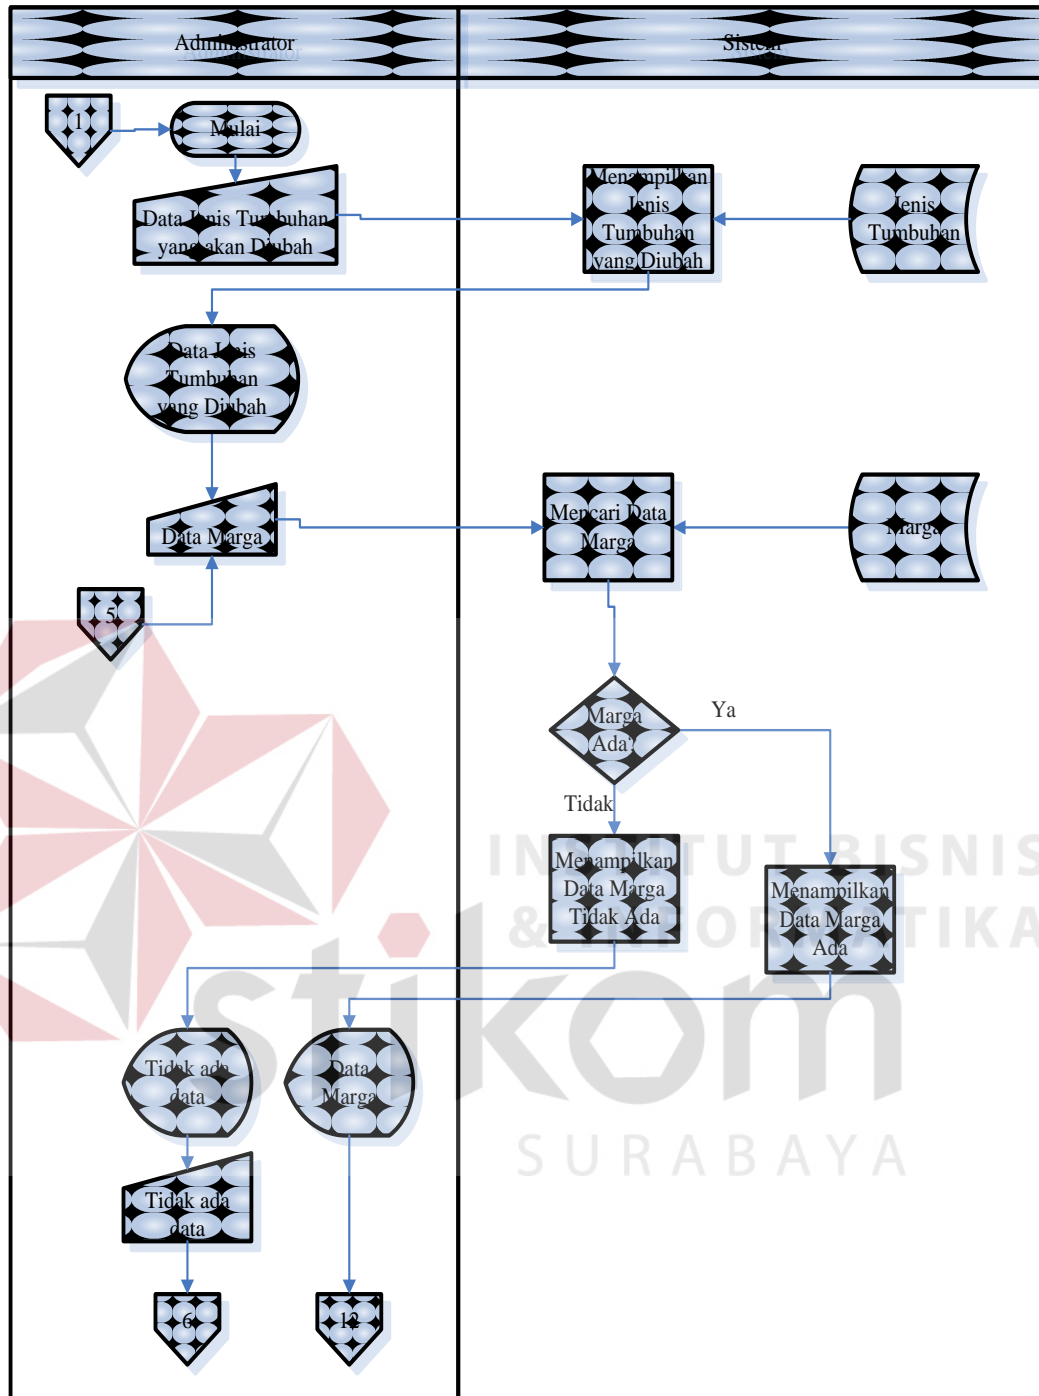 Administrator
Sistem
1
Mulai
Data Jenis Tumbuhan
yang akan Diubah
Menampilkan
Jenis
Tumbuhan
yang Diubah
Jenis
Tumbuhan
Data Jenis
Tumbuhan
yang Diubah
Data Marga
Mencari Data
Marga
Marga
5
Marga
Ada?
Ya
Tidak
Menampilkan
Data Marga
Tidak Ada
Menampilkan
Data Marga
Ada
INSTITUT BISNIS
& INFORMATIKA
stikom
SURABAYA
Tidak ada
data
Data
Marga
Tidak ada
data
6
12